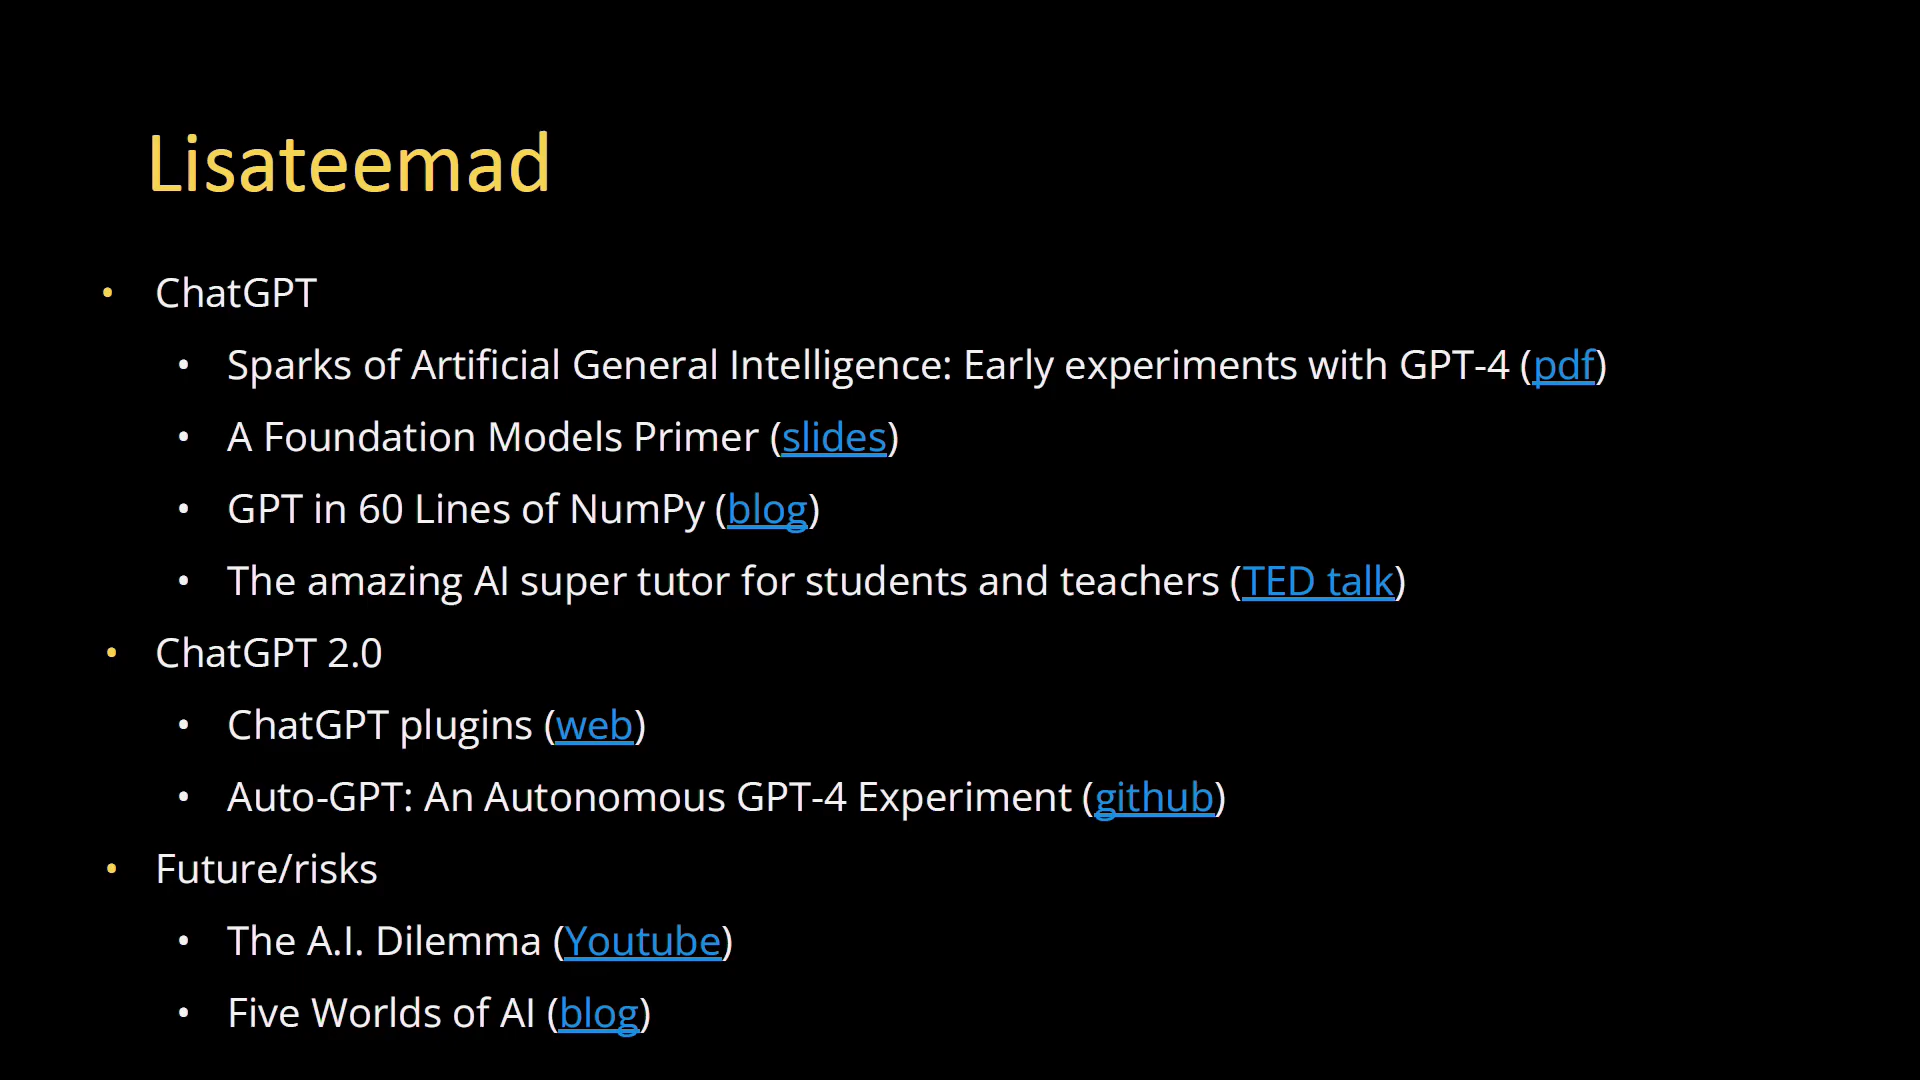 Lisateemad
• ChatGPT
• Sparks of Artificial General Intelligence: Early experiments with GPT-4 (pdf)
• A Foundation Models Primer (slides)
• GPT in 60 Lines of NumPy (blog)
• The amazing AI super tutor for students and teachers (TED talk)
• ChatGPT 2.0
• ChatGPT plugins (web)
• Auto-GPT: An Autonomous GPT-4 Experiment (github)
• Future/risks
• The A.I. Dilemma (Youtube)
• Five Worlds of AI (blog)